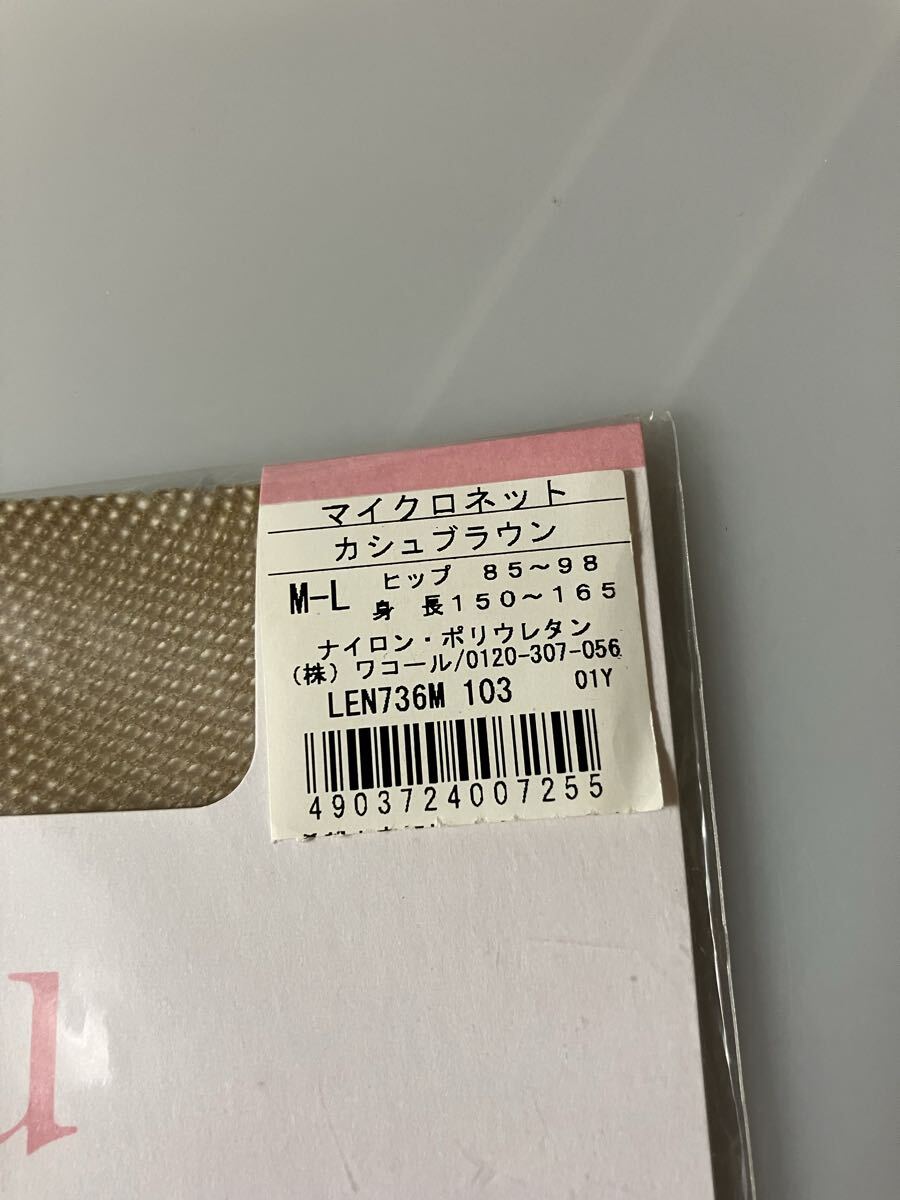 マイクロネット
カシュブラウン
M-L ヒップ 85~98
身 長150~165
ナイロン・ポリウレタン
(株) ワコール/0120-307-056
LEN736M 103 01Y
4903724007255